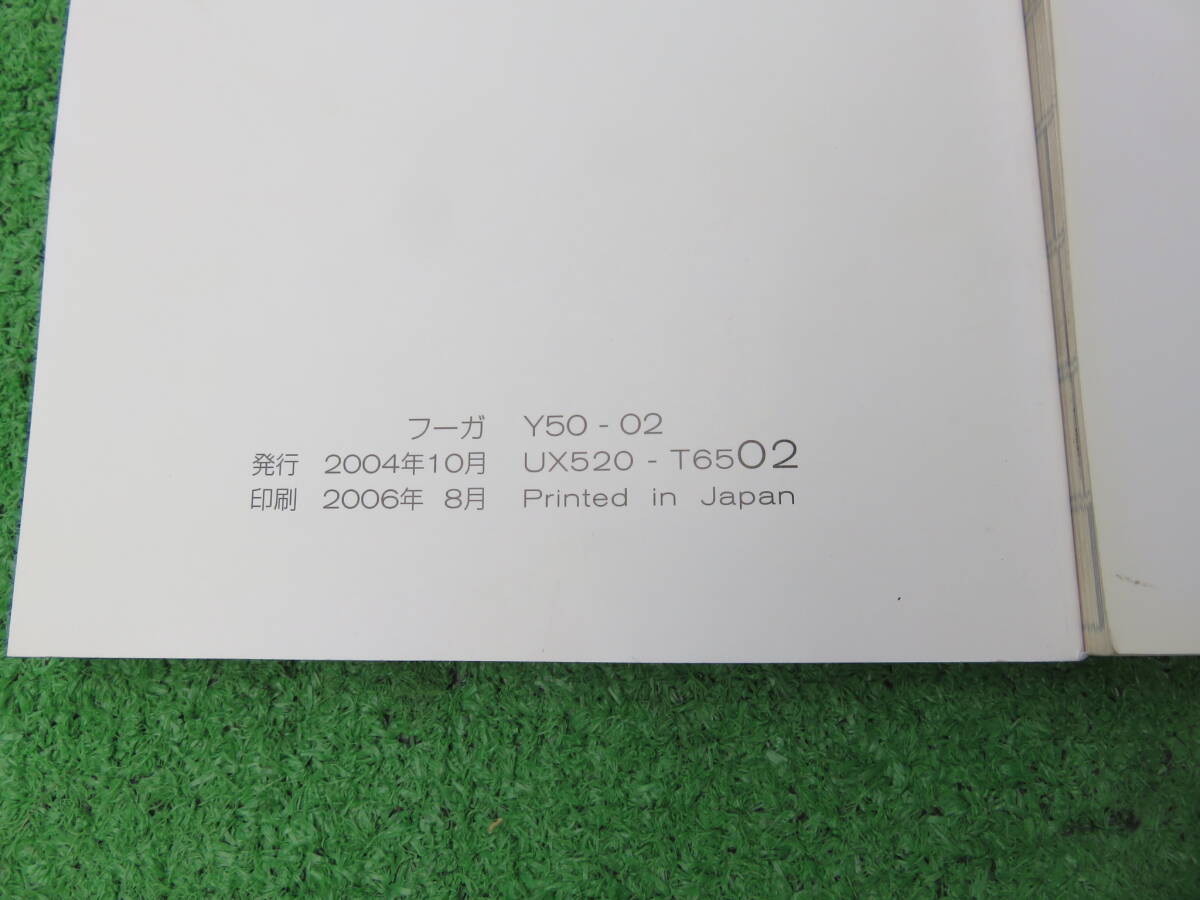 フーガ Y50 - 02
発行 2004年10月 UX520 - T6502
印刷 2006年 8月 Printed in Japan